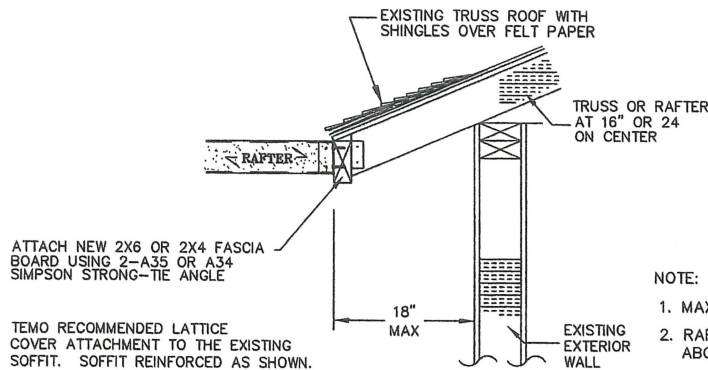 EXISTING TRUSS ROOF WITH
SHINGLES OVER FELT PAPER
TRUSS OR RAFTER
AT 16" OR 24
ON CENTER
RAFTER
ATTACH NEW 2X6 OR 2X4 FASCIA
BOARD USING 2-A35 OR A34
SIMPSON STRONG-TIE ANGLE
18"
MAX
TEMO RECOMMENDED LATTICE
COVER ATTACHMENT TO THE EXISTING
SOFFIT. SOFFIT REINFORCED AS SHOWN.
EXISTING
EXTERIOR
WALL
NOTE:
1. MAX
2.